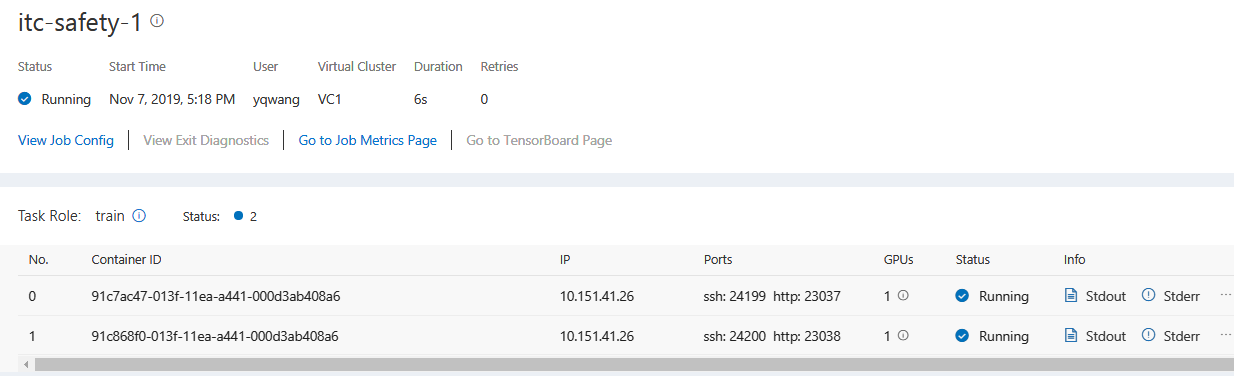 itc-safety-1
Status Start Time User Virtual Cluster Duration Retries
Running Nov 7, 2019, 5:18 PM yqwang VC1 6s 0
View Job Config View Exit Diagnostics Go to Job Metrics Page Go to TensorBoard Page
Task Role: train Status: 2
No. Container ID IP Ports GPUs Status Info
0 91c7ac47-013f-11ea-a441-000d3ab408a6 10.151.41.26 ssh: 24199 http: 23037 1 Running Stdout Stderr ...
1 91c868f0-013f-11ea-a441-000d3ab408a6 10.151.41.26 ssh: 24200 http: 23038 1 Running Stdout Stderr ...